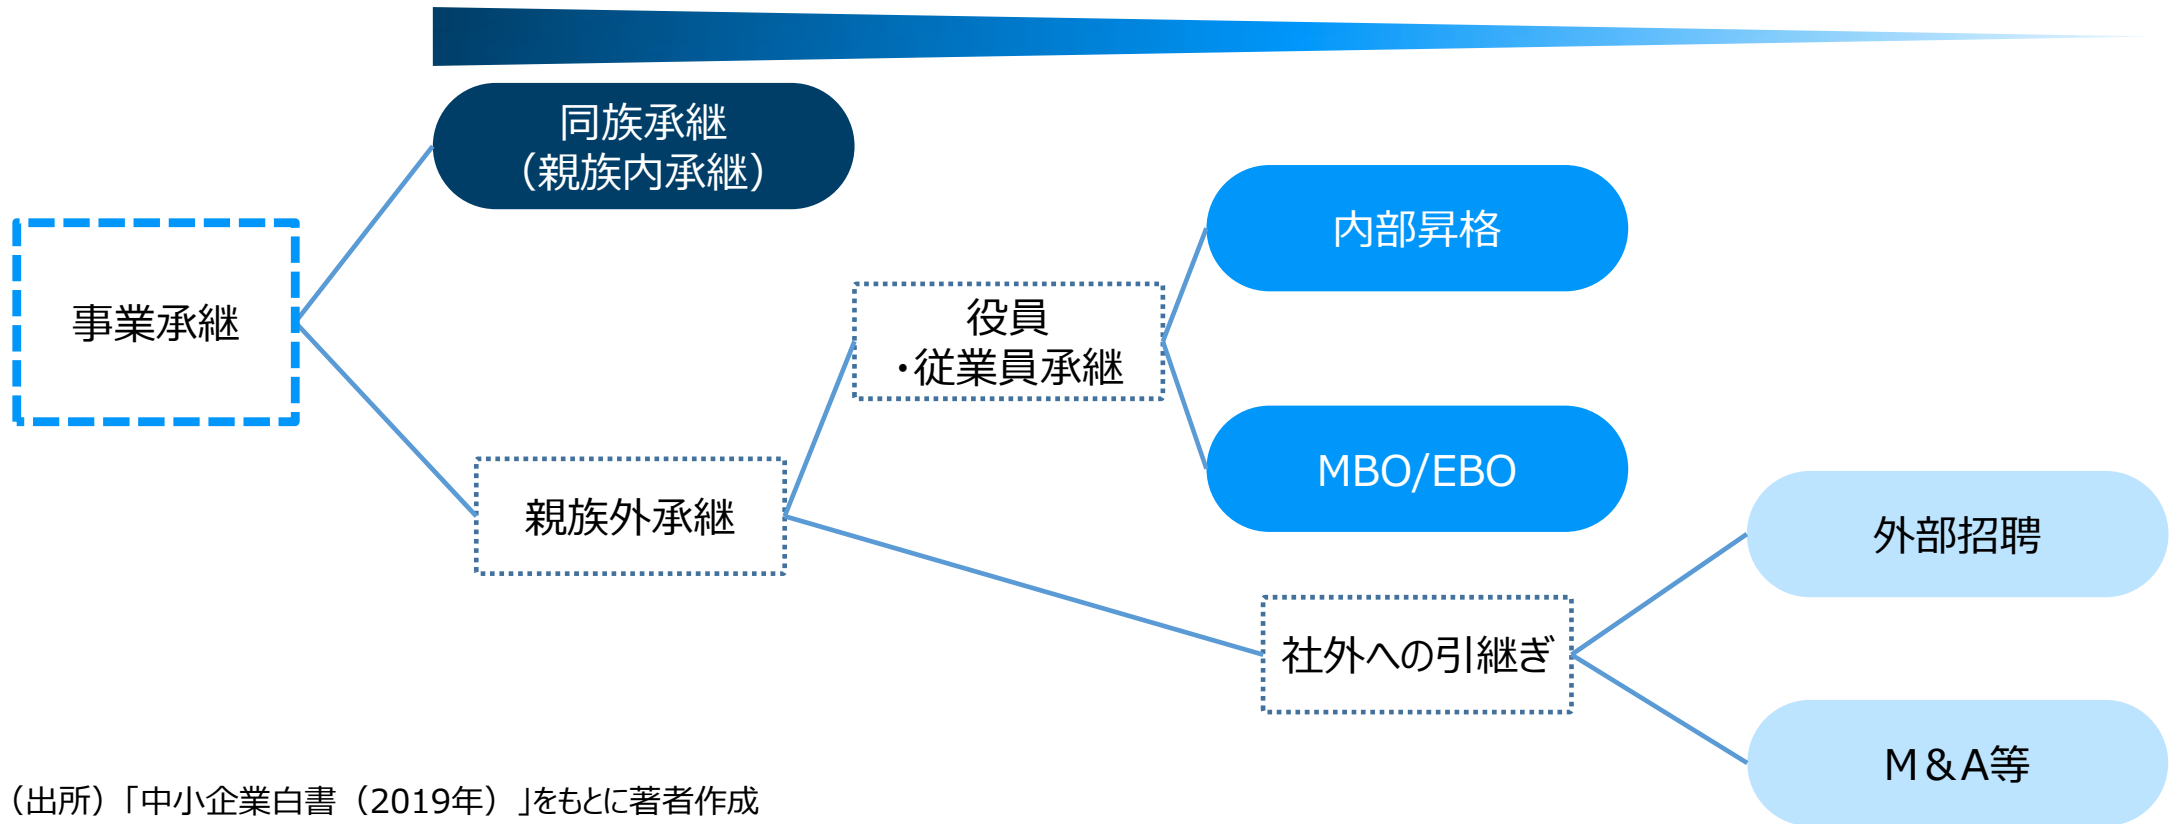 同族承継
（親族内承継）
内部昇格
事業承継
役員
・従業員承継
MBO/EBO
親族外承継
外部招聘
社外への引継ぎ
M＆A等
（出所）「中小企業白書（2019年）」をもとに著者作成